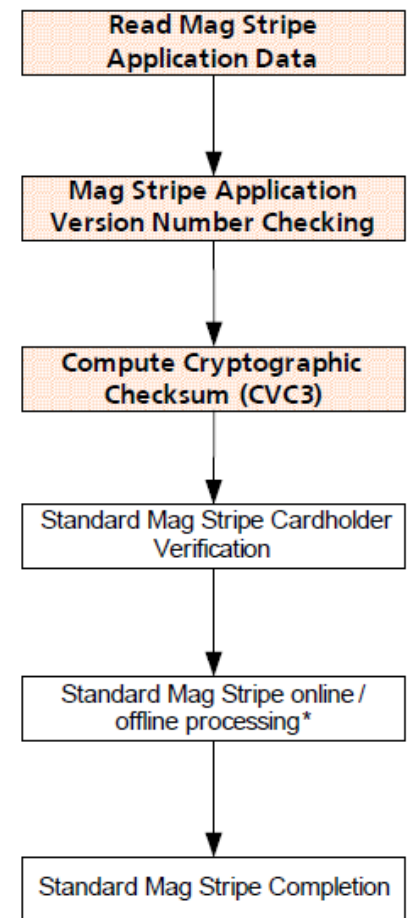 Read Mag Stripe
Application Data
Mag Stripe Application
Version Number Checking
Compute Cryptographic
Checksum (CVC3)
Standard Mag Stripe Cardholder
Verification
Standard Mag Stripe online /
offline processing*
Standard Mag Stripe Completion